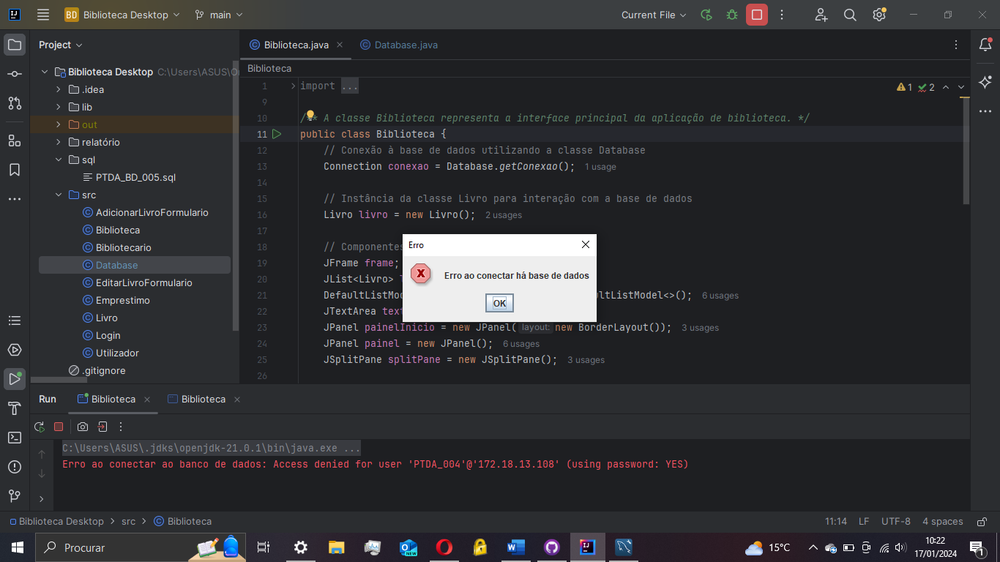 BD Biblioteca Desktop main Current File
Project
Biblioteca Desktop C:\Users\ASUS\O
.idea
lib
out
relatório
sql
PTDA_BD_005.sql
src
AdicionarLivroFormulario
Biblioteca
Bibliotecario
Database
EditarLivroFormulario
Emprestimo
Livro
Login
Utilizador
.gitignore
Biblioteca.java Database.java
Biblioteca
1 import ...
1 2
9
10 /** A classe Biblioteca representa a interface principal da aplicação de biblioteca. */
11 public class Biblioteca {
12 // Conexão à base de dados utilizando a classe Database
13 Connection conexao = Database.getConexao(); 1 usage
14
15 // Instância da classe Livro para interação com a base de dados
16 Livro livro = new Livro(); 2 usages
17
18 // Componentes
19 JFrame frame;
20 JList<Livro>
21 DefaultListMo ultListModel<>(); 6 usages
22 JTextArea tex
23 JPanel painelInicio = new JPanel( layout: new BorderLayout()); 3 usages
24 JPanel painel = new JPanel(); 6 usages
25 JSplitPane splitPane = new JSplitPane(); 3 usages
26
Erro
Erro ao conectar há base de dados
OK
Run Biblioteca Biblioteca
C:\Users\ASUS\.jdks\openjdk-21.0.1\bin\java.exe ...
Erro ao conectar ao banco de dados: Access denied for user 'PTDA_004'@'172.18.13.108' (using password: YES)
Biblioteca Desktop > src > Biblioteca 11:14 LF UTF-8 4 spaces
Procurar
NEW
15°C
10:22
17/01/2024
1